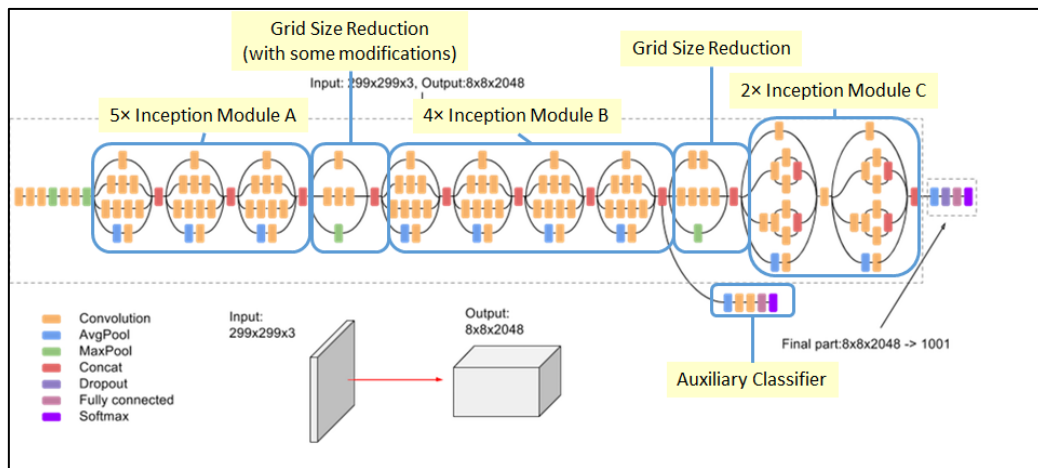 Grid Size Reduction
(with some modifications)
Grid Size Reduction
Input: 299x299x3, Output:8x8x2048
2× Inception Module C
5× Inception Module A
4× Inception Module B
Convolution
AvgPool
MaxPool
Concat
Dropout
Fully connected
Softmax
Input:
299x299x3
Output:
8x8x2048
Final part:8x8x2048 -> 1001
Auxiliary Classifier